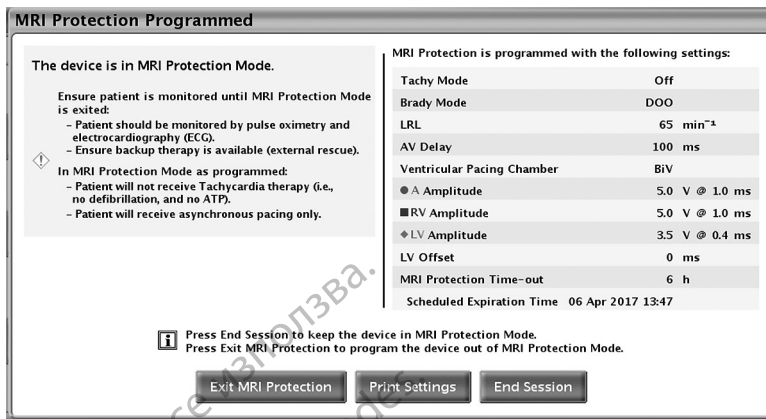 MRI Protection Programmed
The device is in MRI Protection Mode.
Ensure patient is monitored until MRI Protection Mode
is exited:
– Patient should be monitored by pulse oximetry and
electrocardiography (ECG).
– Ensure backup therapy is available (external rescue).
In MRI Protection Mode as programmed:
– Patient will not receive Tachycardia therapy (i.e.,
no defibrillation, and no ATP).
– Patient will receive asynchronous pacing only.
MRI Protection is programmed with the following settings:
Tachy Mode Off
Brady Mode DOO
LRL 65 min⁻¹
AV Delay 100 ms
Ventricular Pacing Chamber BiV
A Amplitude 5.0 V @ 1.0 ms
RV Amplitude 5.0 V @ 1.0 ms
LV Amplitude 3.5 V @ 0.4 ms
LV Offset 0 ms
MRI Protection Time-out 6 h
Scheduled Expiration Time 06 Apr 2017 13:47
Press End Session to keep the device in MRI Protection Mode.
Press Exit MRI Protection to program the device out of MRI Protection Mode.
Exit MRI Protection Print Settings End Session
се използва.